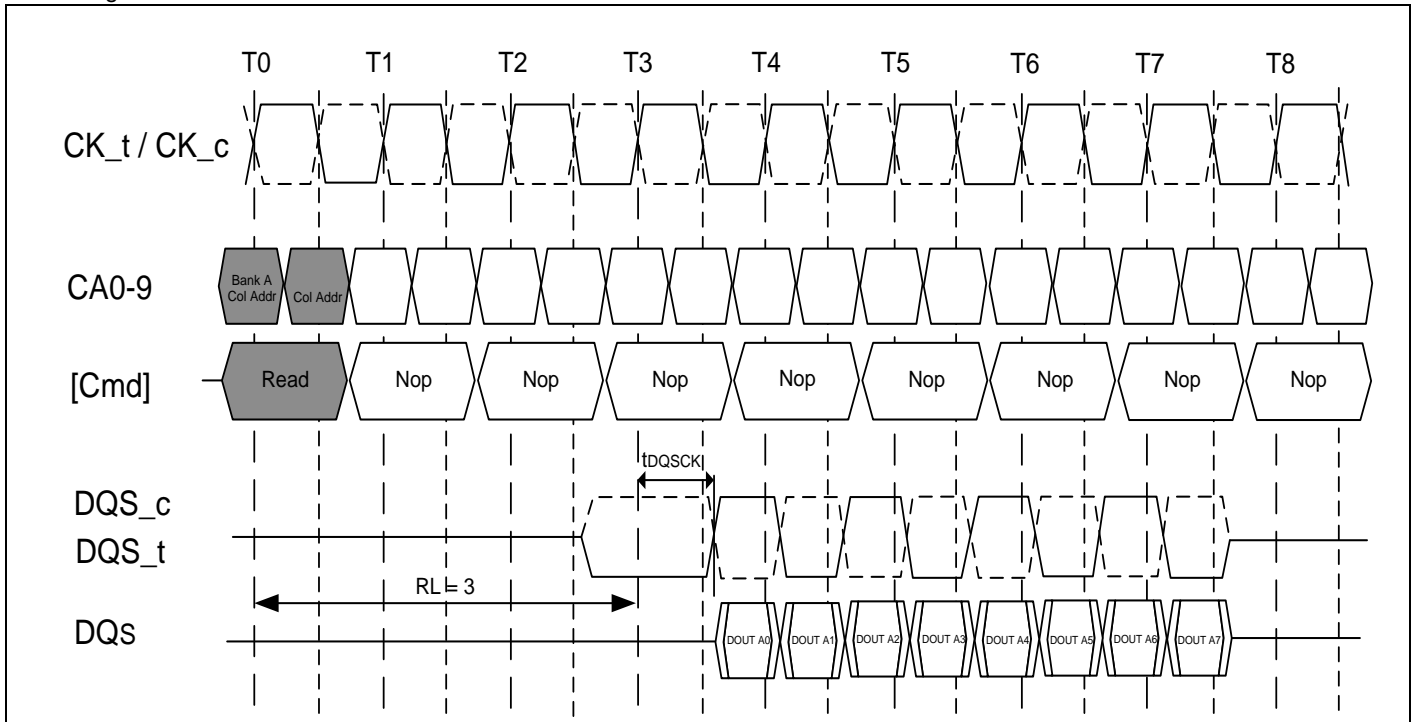 T0 T1 T2 T3 T4 T5 T6 T7 T8
CK_t / CK_c
CA0-9
Bank A
Col Addr
Col Addr
[Cmd]
Read Nop Nop Nop Nop Nop Nop Nop Nop
tDQSCK
DQS_c
DQS_t
RL = 3
DQs
DOUT A0 DOUT A1 DOUT A2 DOUT A3 DOUT A4 DOUT A5 DOUT A6 DOUT A7